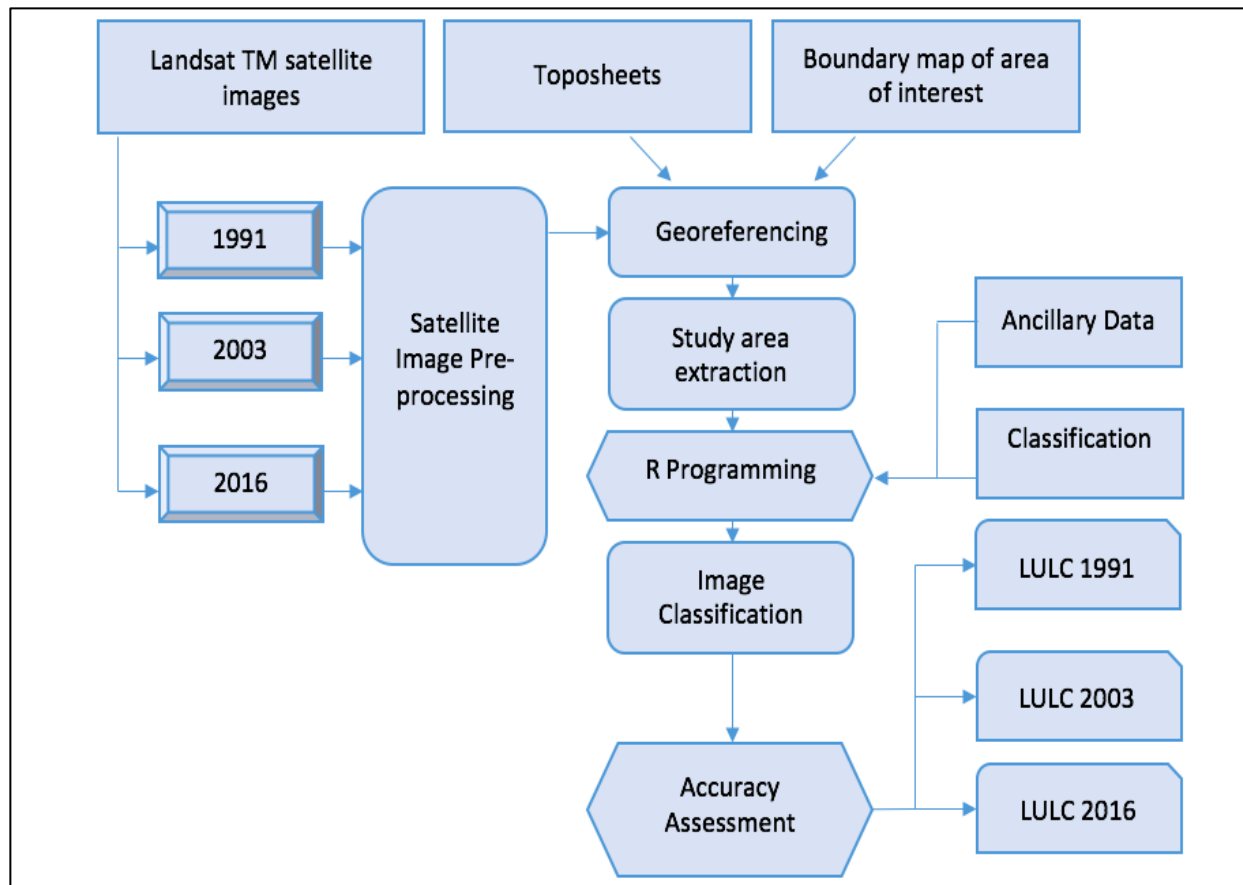 Landsat TM satellite
images
Toposheets
Boundary map of area
of interest
1991
2003
2016
Satellite
Image Pre-
processing
Georeferencing
Study area
extraction
R Programming
Image
Classification
Accuracy
Assessment
Ancillary Data
Classification
LULC 1991
LULC 2003
LULC 2016